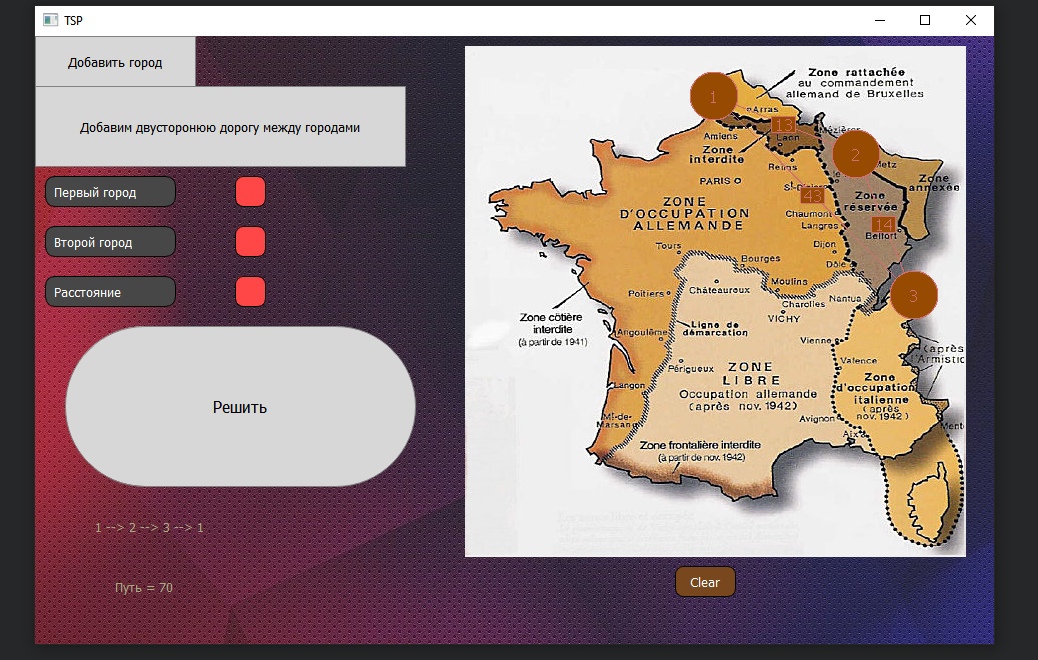 TSP
Добавить город
Добавим двусторонюю дорогу между городами
Первый город
Второй город
Расстояние
Решить
1 --> 2 --> 3 --> 1
Путь = 70
Zone rattachée
au commandement
allemand de Bruxelles
1
Arras
13
Amiens
Laon
Mézières
Zone
interdite
2
Metz
Reims
Zone
annexée
PARIS
St-Dizier
43
Zone
réservée
ZONE
D'OCCUPATION
ALLEMANDE
Chaumont
Langres
14
Belfort
Tours
Dijon
Bourges
Dôle
Moulins
Poitiers
Châteauroux
Charolles
Nantua
3
VICHY
Zone côtière
interdite
(à partir de 1941)
Angoulême
Ligne de
démarcation
Vienne
(après
l'Armistic
Périgueux
Valence
ZONE
LIBRE
Occupation allemande
(après nov. 1942)
Zone
d'occupation
italienne
(après
nov. 1942)
Langon
Mt-de-
Marsan
Avignon
Aix
Ment
Zone frontalière interdite
(à partir de nov. 1942)
Clear